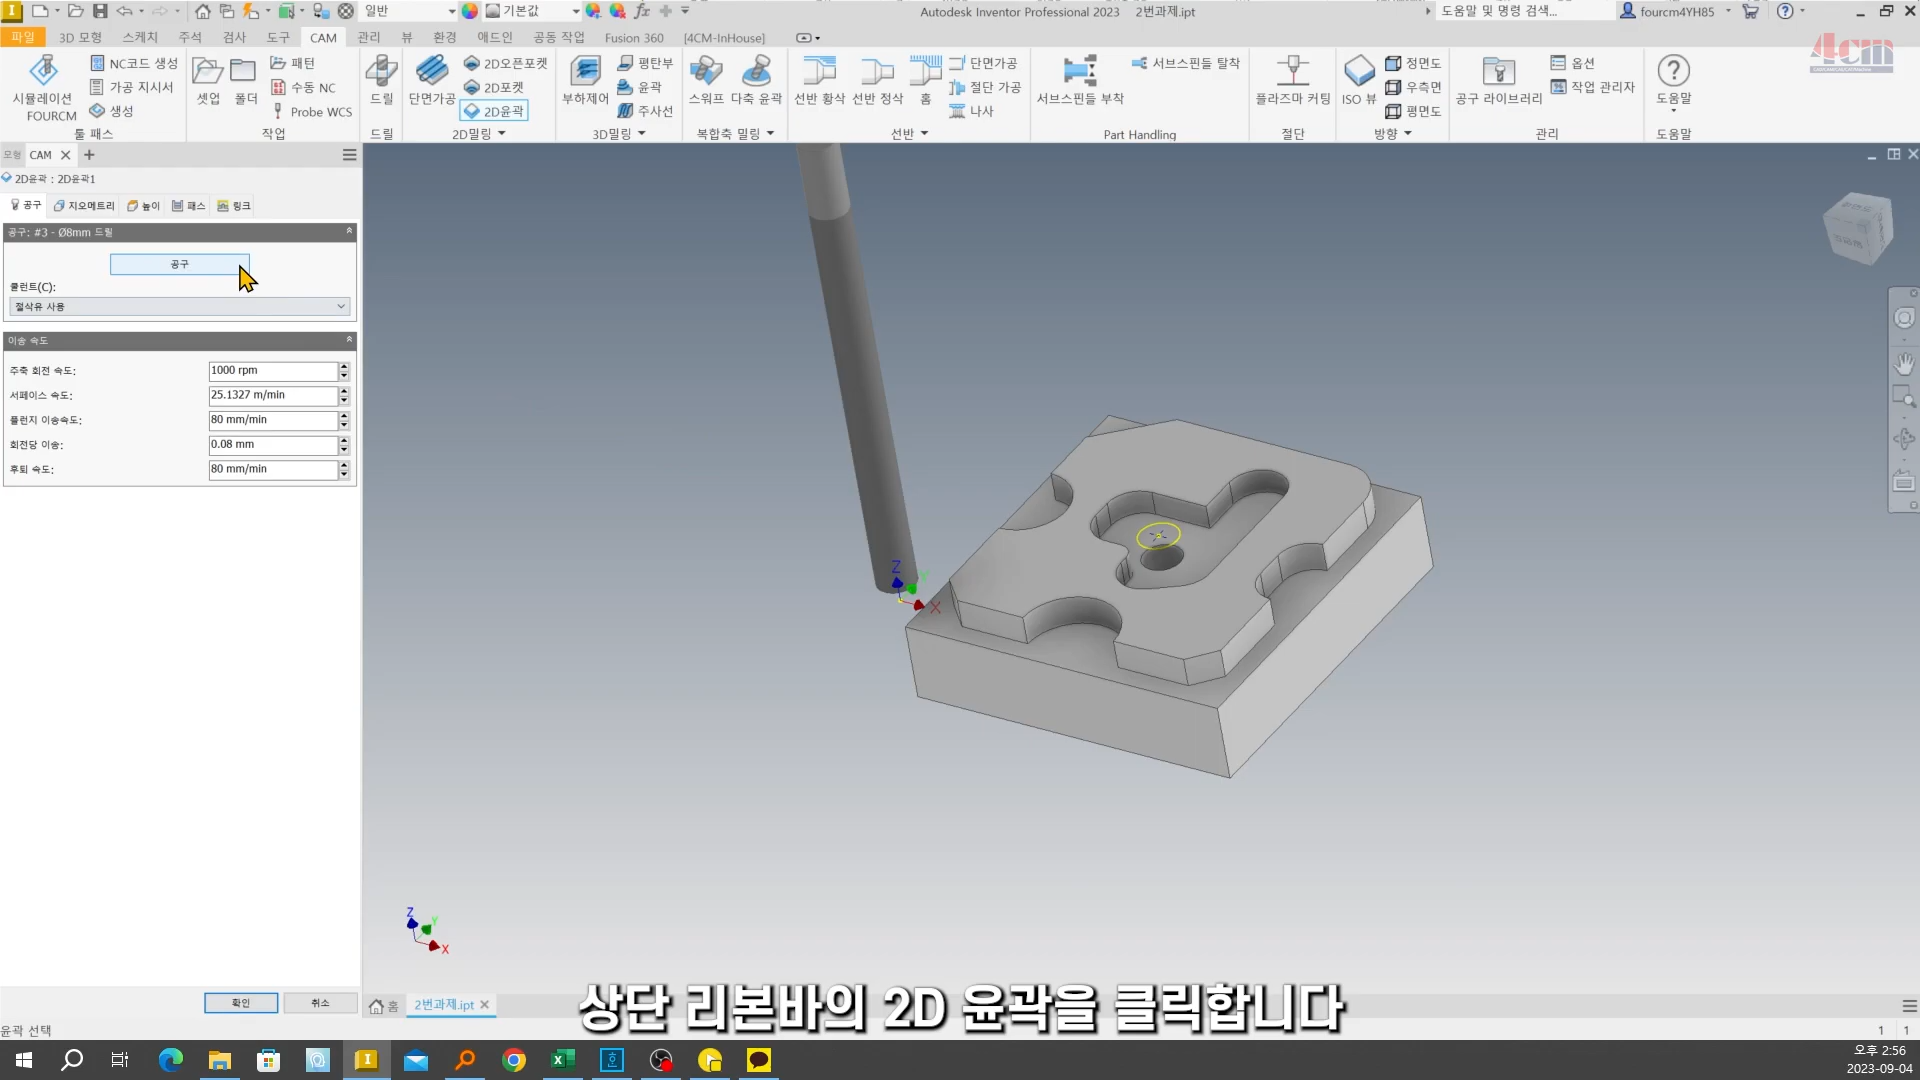 일반
기본값
Autodesk Inventor Professional 2023 2번과제.ipt
도움말 및 명령 검색...
fourcm4YH85
파일 3D 모형 스케치 주석 검사 도구 CAM 관리 뷰 환경 애드인 공동 작업 Fusion 360 [4CM-InHouse]
4cm
시뮬레이션
FOURCM
NC코드 생성
가공 지시서
생성
툴 패스
셋업
폴더
패턴
수동 NC
Probe WCS
작업
드릴
드릴
단면가공
2D오픈포켓
2D포켓
2D윤곽
2D밀링
부하제어
평탄부
윤곽
주사선
3D밀링
스워프
다축 윤곽
복합축 밀링
선반 황삭
선반 정삭
홈
단면가공
절단 가공
나사
선반
서브스핀들 부착
서브스핀들 탈착
Part Handling
플라즈마 커팅
절단
ISO 뷰
정면도
우측면
평면도
방향
공구 라이브러리
옵션
작업 관리자
관리
도움말
도움말
모형 CAM
2D윤곽 : 2D윤곽1
공구 지오메트리 높이 패스 링크
공구: #3 - Ø8mm 드릴
공구
쿨런트(C):
절삭유 사용
이송 속도
주축 회전 속도: 1000 rpm
서페이스 속도: 25.1327 m/min
플런지 이송속도: 80 mm/min
회전당 이송: 0.08 mm
후퇴 속도: 80 mm/min
Z
Y
X
Z
Y
X
확인 취소
홈 2번과제.ipt
상단 리본바의 2D 윤곽을 클릭합니다
윤곽 선택
1 1
오후 2:56
2023-09-04